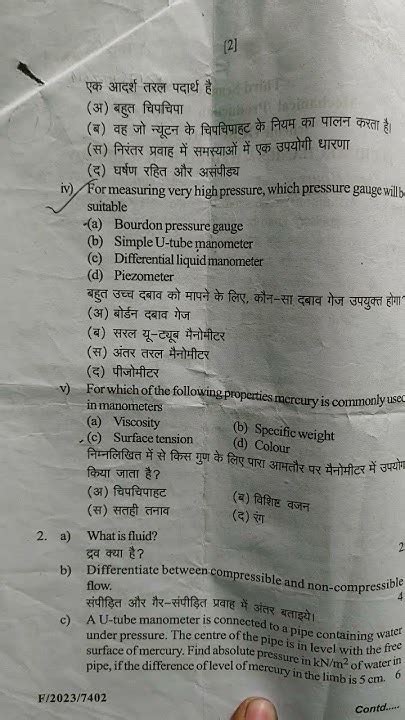 [2]
एक आदर्श तरल पदार्थ है
(अ) बहुत चिपचिपा
(ब) वह जो न्यूटन के चिपचिपाहट के नियम का पालन करता है।
(स) निरंतर प्रवाह में समस्याओं में एक उपयोगी धारणा
(द) घर्षण रहित और असंपीड्य
iv) For measuring very high pressure, which pressure gauge will b
suitable
(a) Bourdon pressure gauge
(b) Simple U-tube manometer
(c) Differential liquid manometer
(d) Piezometer
बहुत उच्च दबाव को मापने के लिए, कौन-सा दबाव गेज उपयुक्त होगा
(अ) बोर्डन दबाव गेज
(ब) सरल यू-ट्यूब मैनोमीटर
(स) अंतर तरल मैनोमीटर
(द) पीजोमीटर
v) For which of the following properties mercury is commonly used
in manometers
(a) Viscosity (b) Specific weight
(c) Surface tension (d) Colour
निम्नलिखित में से किस गुण के लिए पारा आमतौर पर मैनोमीटर में उपयोग
किया जाता है?
(अ) चिपचिपाहट (ब) विशिष्ट वजन
(स) सतही तनाव (द) रंग
2. a) What is fluid?
द्रव क्या है? 2
b) Differentiate between compressible and non-compressible
flow. 4
संपीड़ित और गैर-संपीड़ित प्रवाह में अंतर बताइये।
c) A U-tube manometer is connected to a pipe containing water
under pressure. The centre of the pipe is in level with the free
surface of mercury. Find absolute pressure in kN/m² of water in
pipe, if the difference of level of mercury in the limb is 5 cm. 6
F/2023/7402
Contd.....